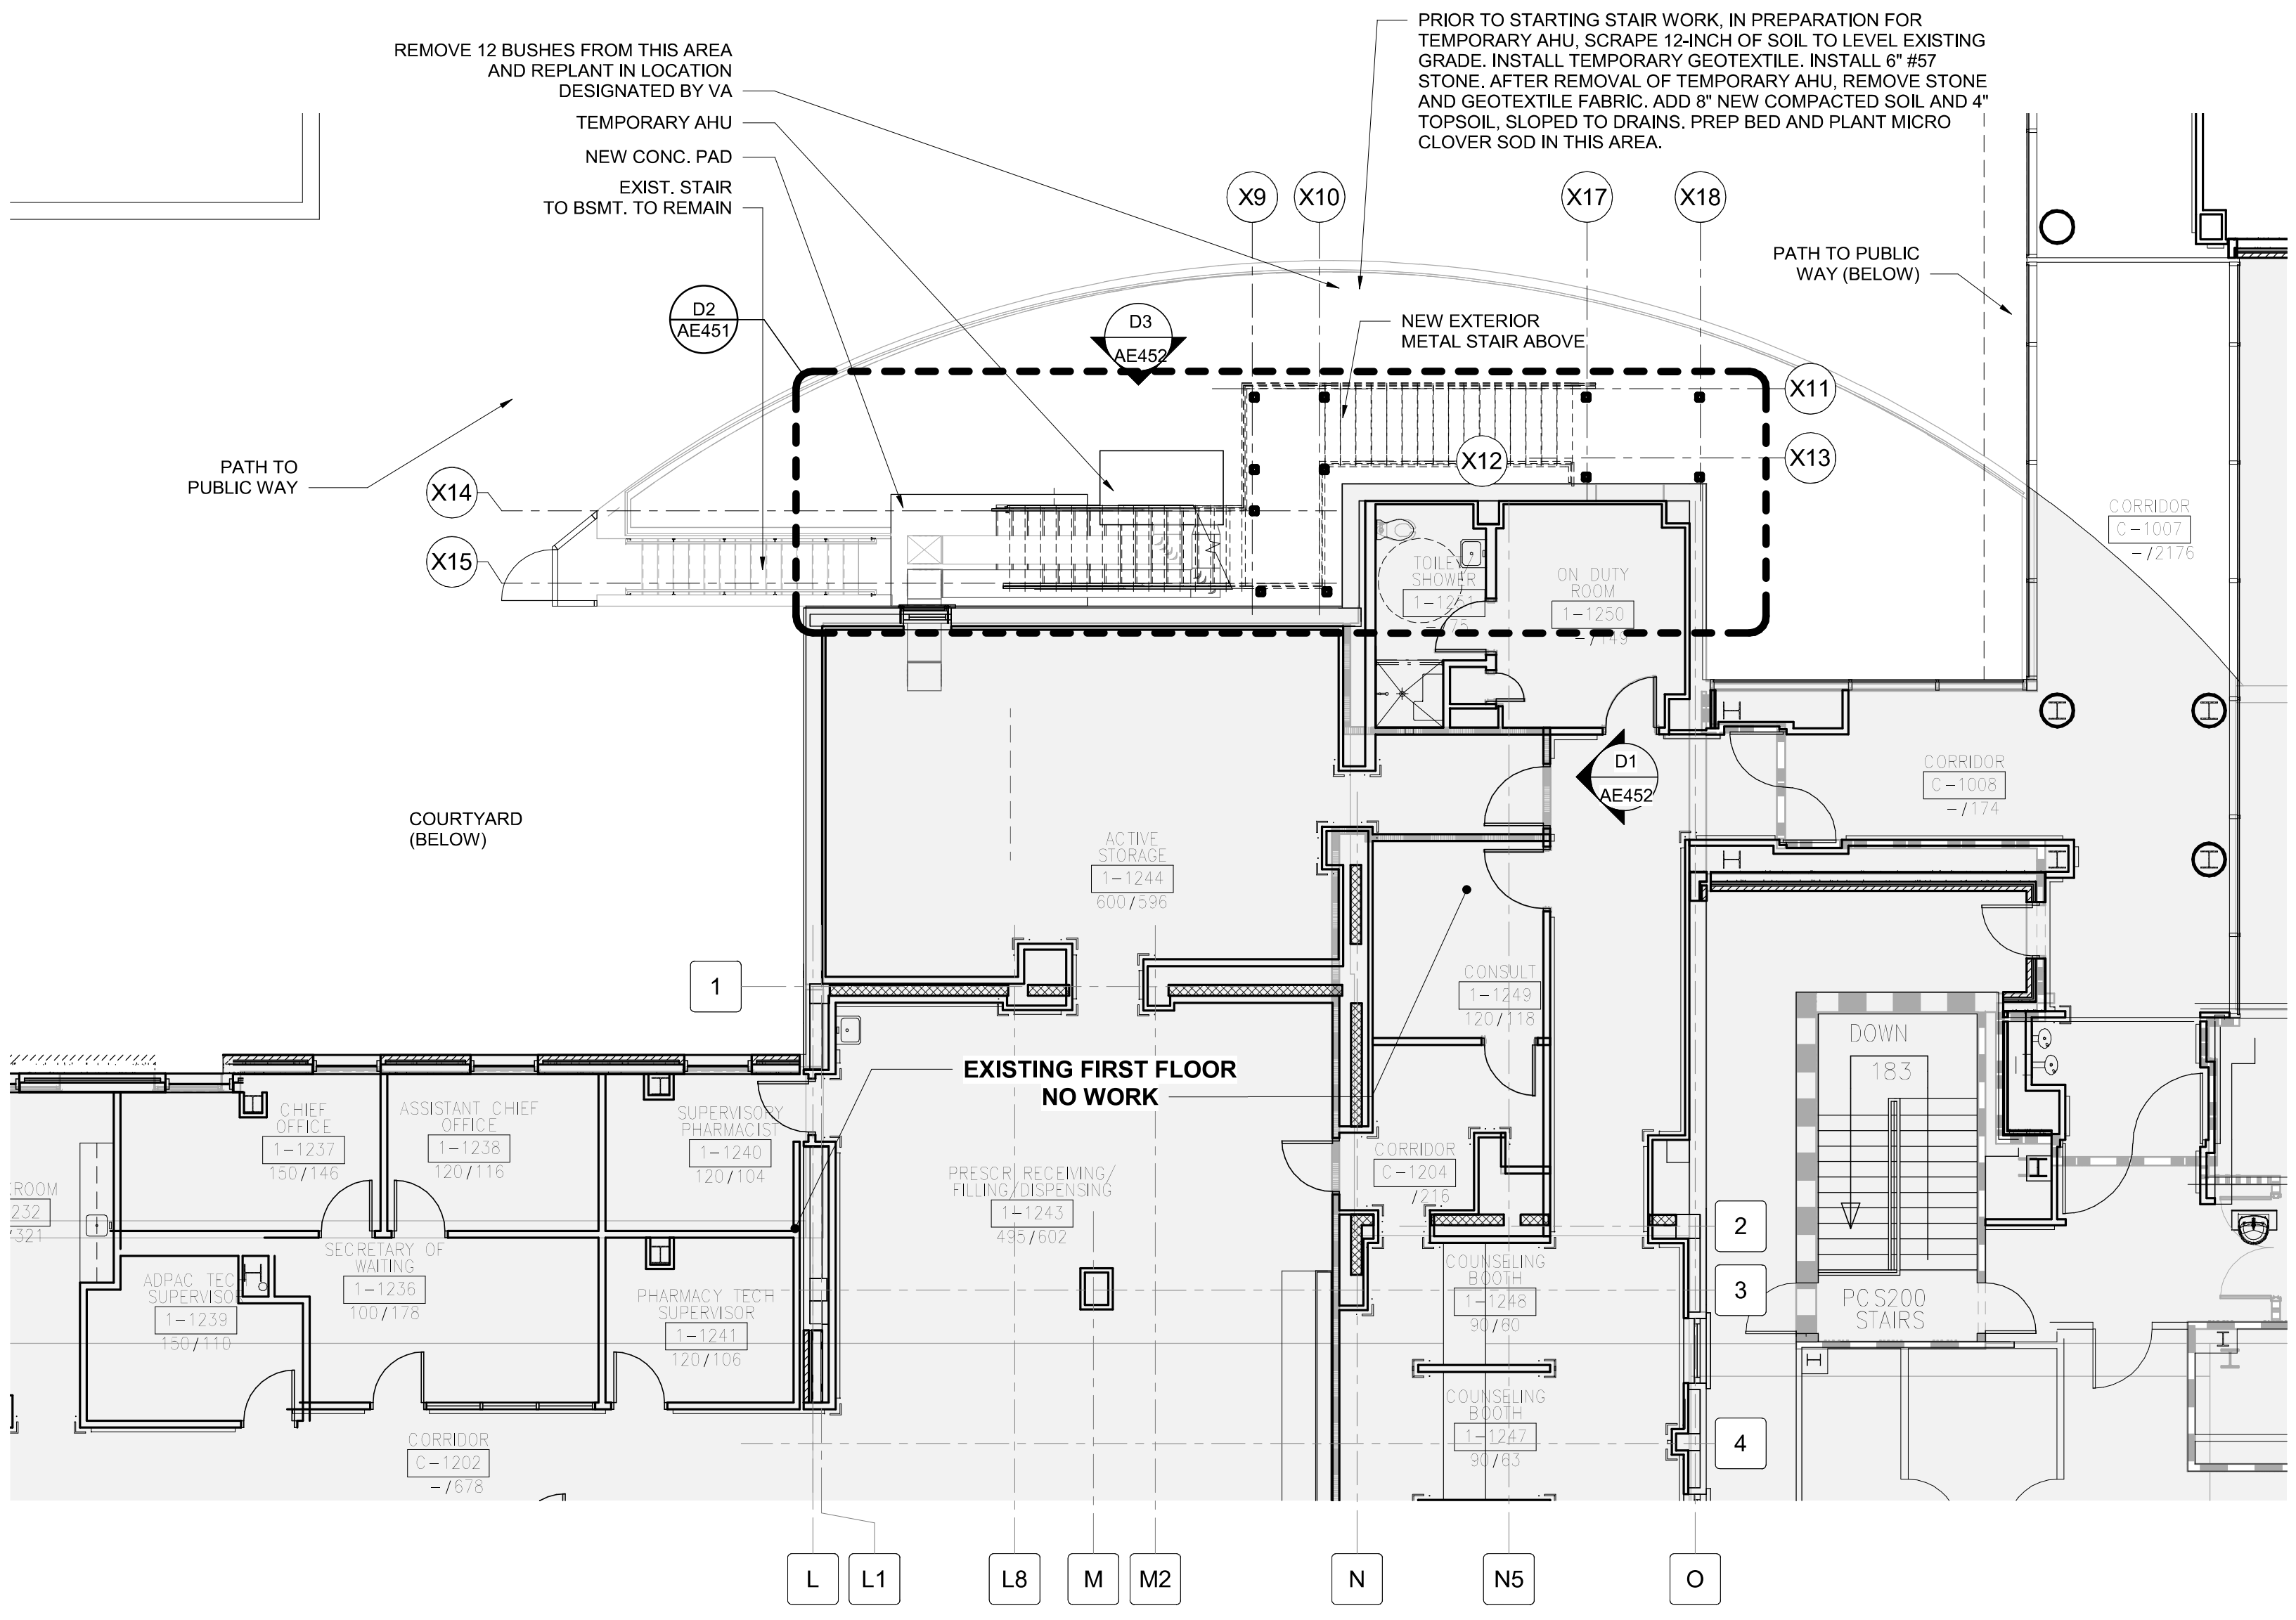 REMOVE 12 BUSHES FROM THIS AREA
AND REPLANT IN LOCATION
DESIGNATED BY VA
TEMPORARY AHU
NEW CONC. PAD
EXIST. STAIR
TO BSMT. TO REMAIN
PRIOR TO STARTING STAIR WORK, IN PREPARATION FOR
TEMPORARY AHU, SCRAPE 12-INCH OF SOIL TO LEVEL EXISTING
GRADE. INSTALL TEMPORARY GEOTEXTILE. INSTALL 6" #57
STONE. AFTER REMOVAL OF TEMPORARY AHU, REMOVE STONE
AND GEOTEXTILE FABRIC. ADD 8" NEW COMPACTED SOIL AND 4"
TOPSOIL, SLOPED TO DRAINS. PREP BED AND PLANT MICRO
CLOVER SOD IN THIS AREA.
X9
X10
X17
X18
PATH TO PUBLIC
WAY (BELOW)
D2
AE451
D3
AE452
NEW EXTERIOR
METAL STAIR ABOVE
X11
X12
X13
PATH TO
PUBLIC WAY
X14
X15
CORRIDOR
C-1007
-/2176
TOILET
SHOWER
1-1251
ON DUTY
ROOM
1-1250
-/149
D1
AE452
CORRIDOR
C-1008
-/174
COURTYARD
(BELOW)
ACTIVE
STORAGE
1-1244
600/596
1
CONSULT
1-1249
120/118
DOWN
183
EXISTING FIRST FLOOR
NO WORK
CHIEF
OFFICE
1-1237
150/146
ASSISTANT CHIEF
OFFICE
1-1238
120/116
SUPERVISORY
PHARMACIST
1-1240
120/104
PRESCR RECEIVING/
FILLING/DISPENSING
1-1243
495/602
CORRIDOR
C-1204
/216
ROOM
232
/321
2
SECRETARY OF
WAITING
1-1236
100/178
ADPAC TEC
SUPERVISOR
1-1239
150/110
PHARMACY TECH
SUPERVISOR
1-1241
120/106
COUNSELING
BOOTH
1-1248
90/60
3
PCS200
STAIRS
COUNSELING
BOOTH
1-1247
90/63
4
CORRIDOR
C-1202
-/678
L
L1
L8
M
M2
N
N5
O